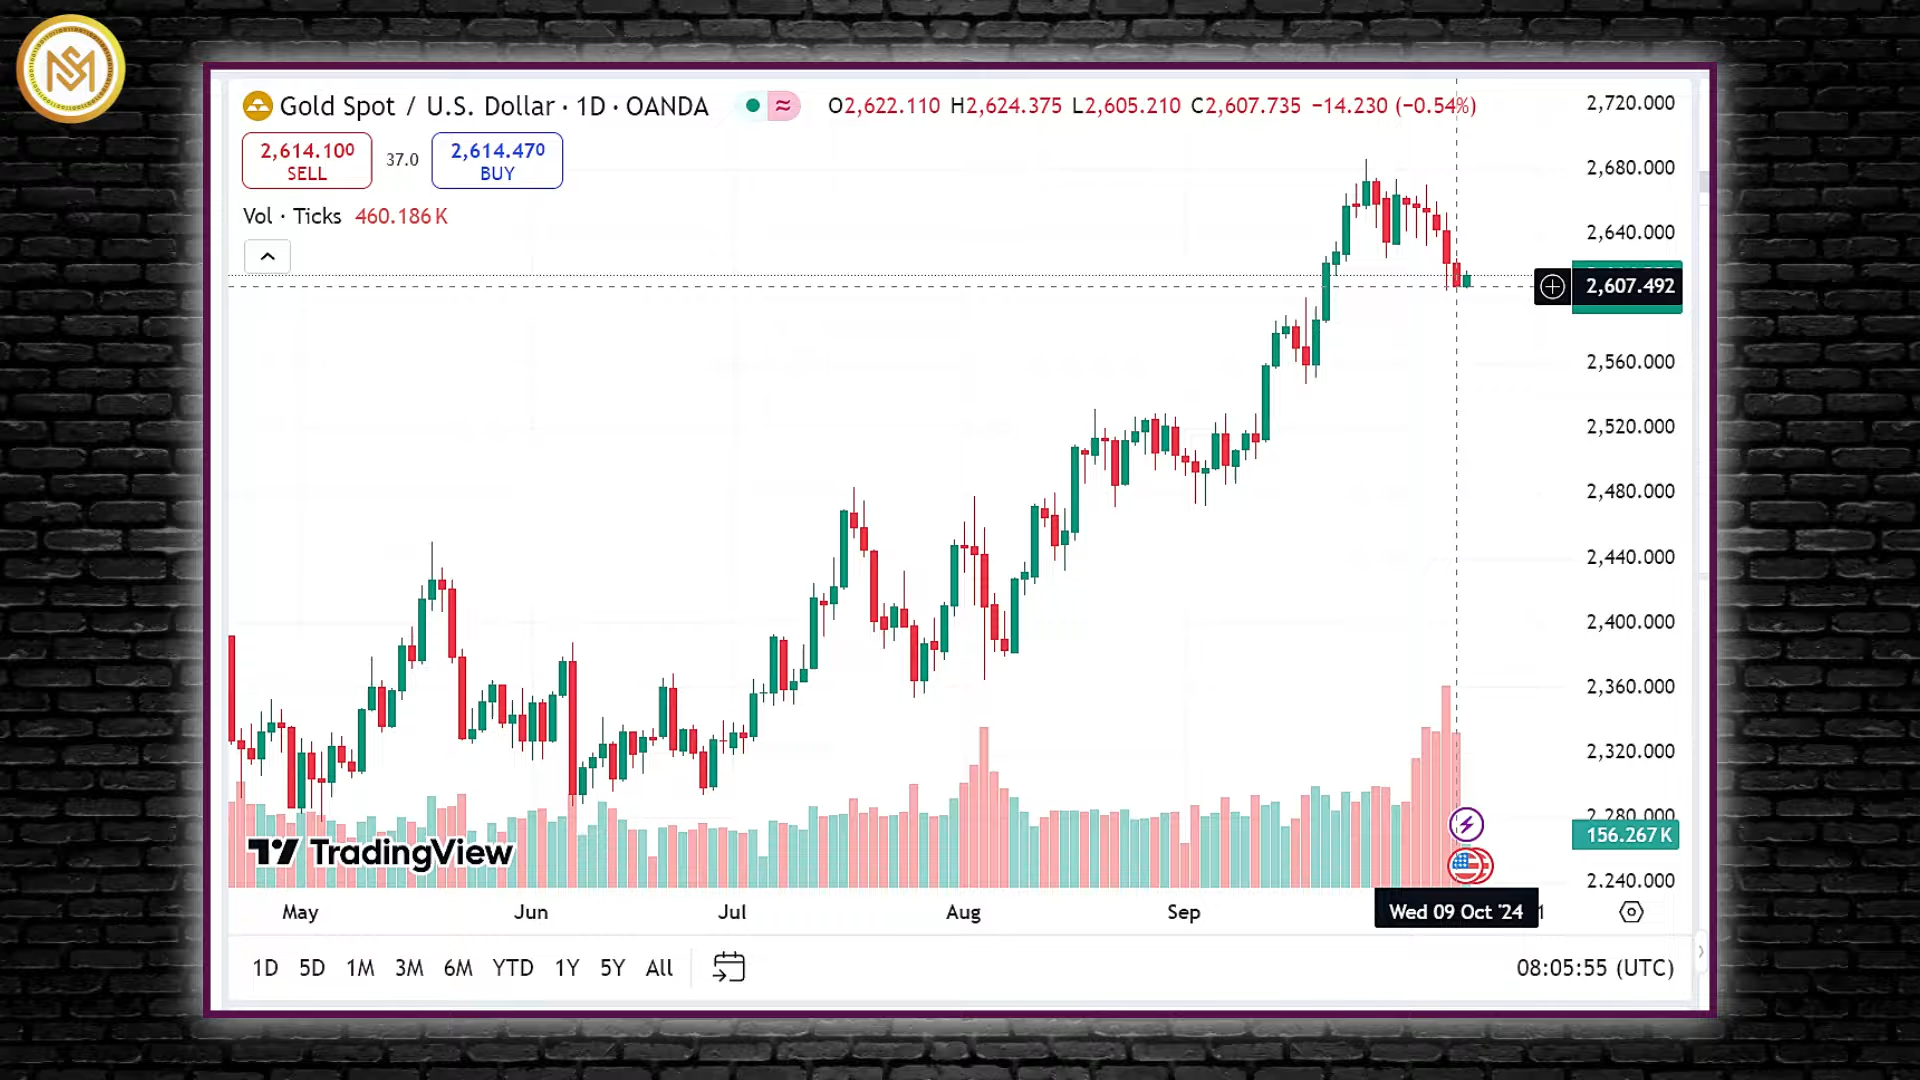 Gold Spot / U.S. Dollar · 1D · OANDA O2,622.110 H2,624.375 L2,605.210 C2,607.735 −14.230 (−0.54%)
2,614.100 SELL
37.0
2,614.470 BUY
Vol · Ticks 460.186 K
2,720.000
2,680.000
2,640.000
2,607.492
2,560.000
2,520.000
2,480.000
2,440.000
2,400.000
2,360.000
2,320.000
2,280.000
156.267 K
2.240.000
TradingView
May Jun Jul Aug Sep Wed 09 Oct '24
1D 5D 1M 3M 6M YTD 1Y 5Y All
08:05:55 (UTC)